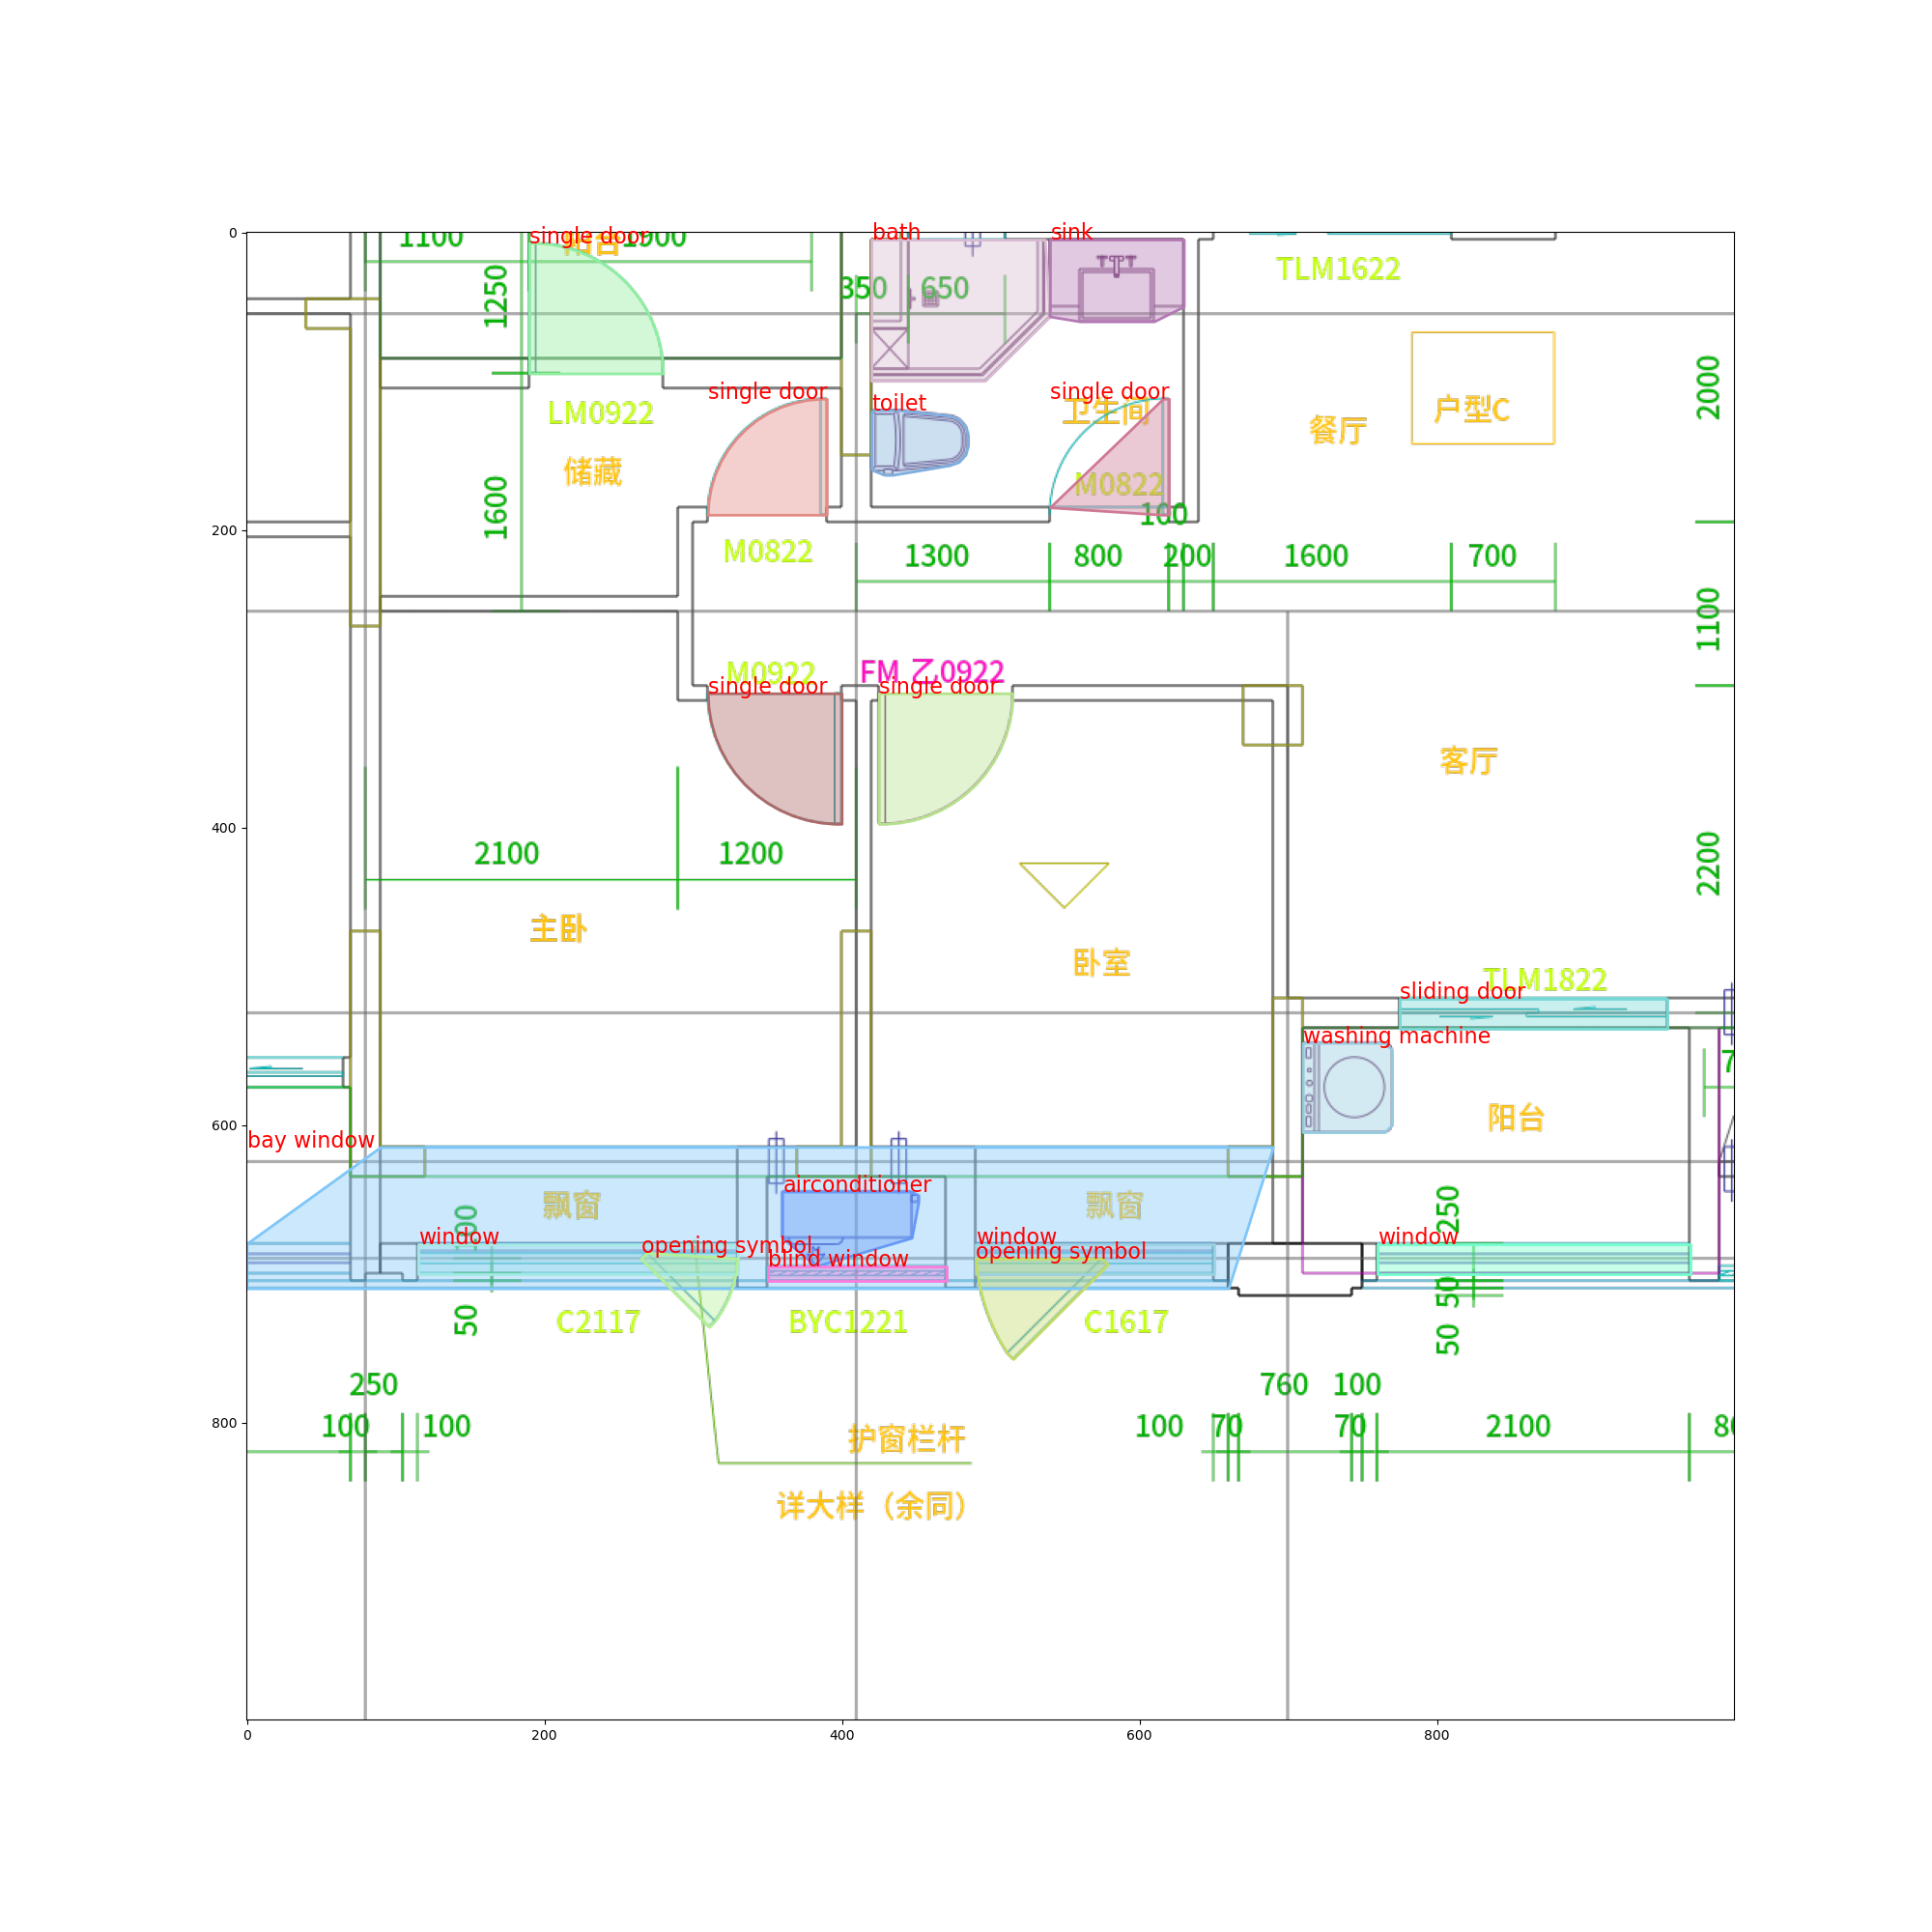 0
200
400
600
800
0
200
400
600
800
1100
single door
1900
bath
sink
TLM1622
1250
350
650
2000
LM0922
single door
toilet
single door
卫生间
餐厅
户型C
储藏
M0822
1600
100
M0822
1300
800
200
1600
700
1100
M0922
FM 乙0922
single door
single door
客厅
2100
1200
2200
主卧
卧室
TLM1822
sliding door
washing machine
阳台
bay window
airconditioner
飘窗
飘窗
window
opening symbol
blind window
window
opening symbol
window
250
50
50
50
C2117
BYC1221
C1617
250
760
100
100
100
护窗栏杆
100
70
70
2100
详大样（余同）